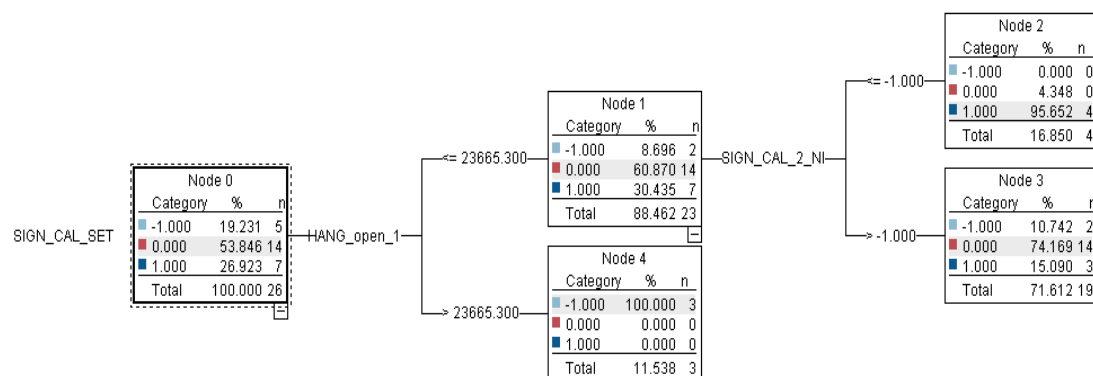 SIGN_CAL_SET
Node 0
Category % n
-1.000 19.231 5
0.000 53.846 14
1.000 26.923 7
Total 100.000 26
HANG_open_1
<= 23665.300
> 23665.300
Node 1
Category % n
-1.000 8.696 2
0.000 60.870 14
1.000 30.435 7
Total 88.462 23
Node 4
Category % n
-1.000 100.000 3
0.000 0.000 0
1.000 0.000 0
Total 11.538 3
SIGN_CAL_2_NI
<= -1.000
> -1.000
Node 2
Category % n
-1.000 0.000 0
0.000 4.348 0
1.000 95.652 4
Total 16.850 4
Node 3
Category % n
-1.000 10.742 2
0.000 74.169 14
1.000 15.090 3
Total 71.612 19